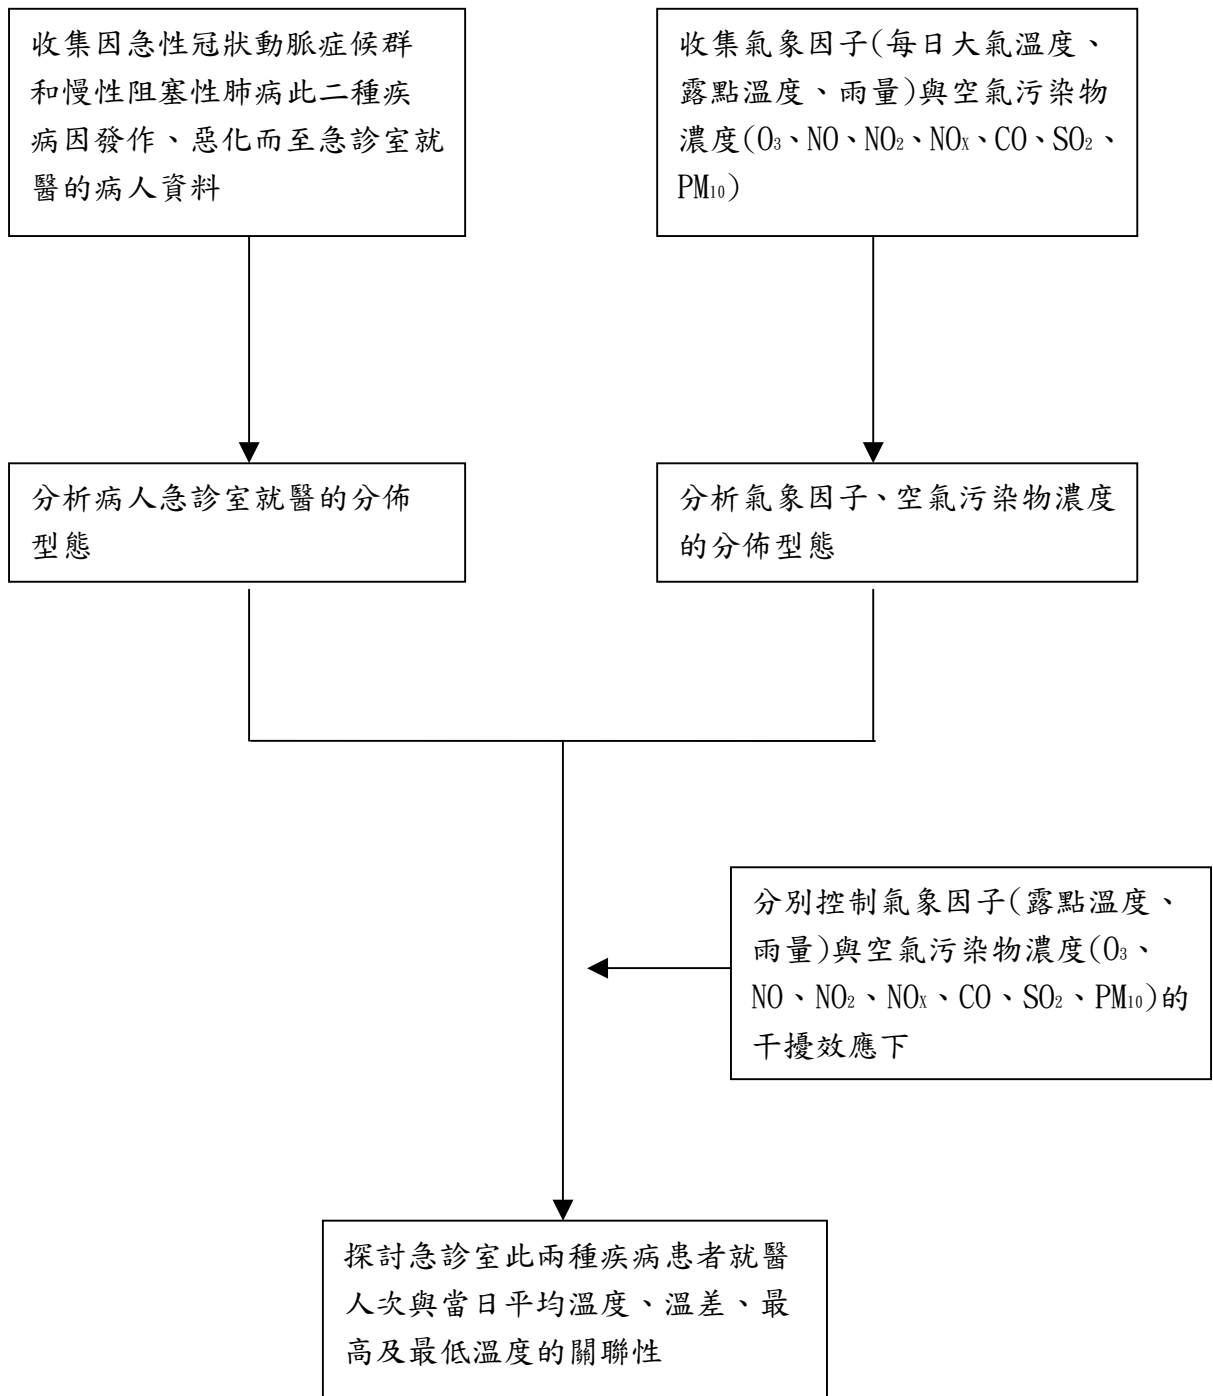 收集因急性冠狀動脈症候群
和慢性阻塞性肺病此二種疾
病因發作、惡化而至急診室就
醫的病人資料
收集氣象因子(每日大氣溫度、
露點溫度、雨量)與空氣污染物
濃度(O₃、NO、NO₂、NOₓ、CO、SO₂、
PM₁₀)
分析病人急診室就醫的分佈
型態
分析氣象因子、空氣污染物濃度
的分佈型態
分別控制氣象因子(露點溫度、
雨量)與空氣污染物濃度(O₃、
NO、NO₂、NOₓ、CO、SO₂、PM₁₀)的
干擾效應下
探討急診室此兩種疾病患者就醫
人次與當日平均溫度、溫差、最
高及最低溫度的關聯性